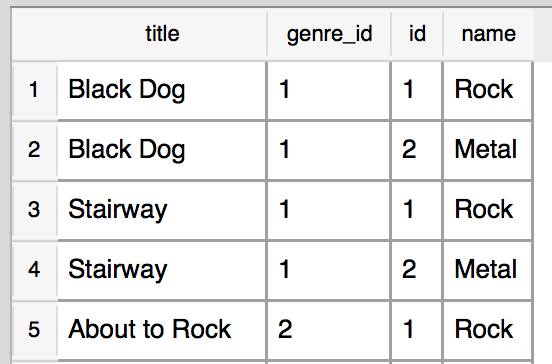 title genre_id id name
1 Black Dog 1 1 Rock
2 Black Dog 1 2 Metal
3 Stairway 1 1 Rock
4 Stairway 1 2 Metal
5 About to Rock 2 1 Rock